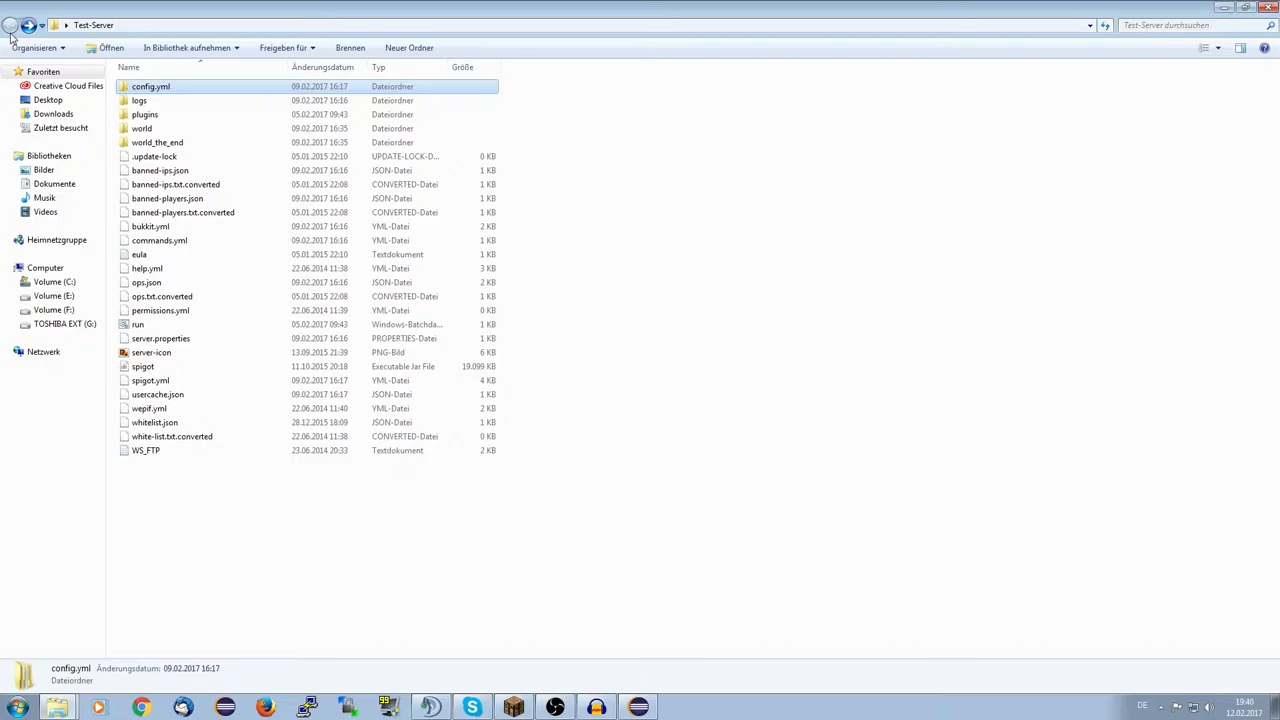 Test-Server
Test-Server durchsuchen
Organisieren
Öffnen
In Bibliothek aufnehmen
Freigeben für
Brennen
Neuer Ordner
Name Änderungsdatum Typ Größe
Favoriten
Creative Cloud Files
Desktop
Downloads
Zuletzt besucht
Bibliotheken
Bilder
Dokumente
Musik
Videos
Heimnetzgruppe
Computer
Volume (C:)
Volume (E:)
Volume (F:)
TOSHIBA EXT (G:)
Netzwerk
config.yml 09.02.2017 16:17 Dateiordner
logs 09.02.2017 16:16 Dateiordner
plugins 05.02.2017 09:43 Dateiordner
world 09.02.2017 16:35 Dateiordner
world_the_end 09.02.2017 16:35 Dateiordner
.update-lock 05.01.2015 22:10 UPDATE-LOCK-D... 0 KB
banned-ips.json 09.02.2017 16:16 JSON-Datei 1 KB
banned-ips.txt.converted 05.01.2015 22:08 CONVERTED-Datei 1 KB
banned-players.json 09.02.2017 16:16 JSON-Datei 1 KB
banned-players.txt.converted 05.01.2015 22:08 CONVERTED-Datei 1 KB
bukkit.yml 09.02.2017 16:16 YML-Datei 2 KB
commands.yml 09.02.2017 16:16 YML-Datei 1 KB
eula 05.01.2015 22:10 Textdokument 1 KB
help.yml 22.06.2014 11:38 YML-Datei 3 KB
ops.json 09.02.2017 16:16 JSON-Datei 2 KB
ops.txt.converted 05.01.2015 22:08 CONVERTED-Datei 1 KB
permissions.yml 22.06.2014 11:39 YML-Datei 0 KB
run 05.02.2017 09:43 Windows-Batchda... 1 KB
server.properties 09.02.2017 16:16 PROPERTIES-Datei 1 KB
server-icon 13.09.2015 21:39 PNG-Bild 6 KB
spigot 11.10.2015 20:18 Executable Jar File 19.099 KB
spigot.yml 09.02.2017 16:17 YML-Datei 4 KB
usercache.json 09.02.2017 16:17 JSON-Datei 1 KB
wepif.yml 22.06.2014 11:40 YML-Datei 2 KB
whitelist.json 28.12.2015 18:09 JSON-Datei 1 KB
white-list.txt.converted 22.06.2014 11:38 CONVERTED-Datei 0 KB
WS_FTP 23.06.2014 20:33 Textdokument 2 KB
config.yml Änderungsdatum: 09.02.2017 16:17
Dateiordner
99
DE
19:40
12.02.2017